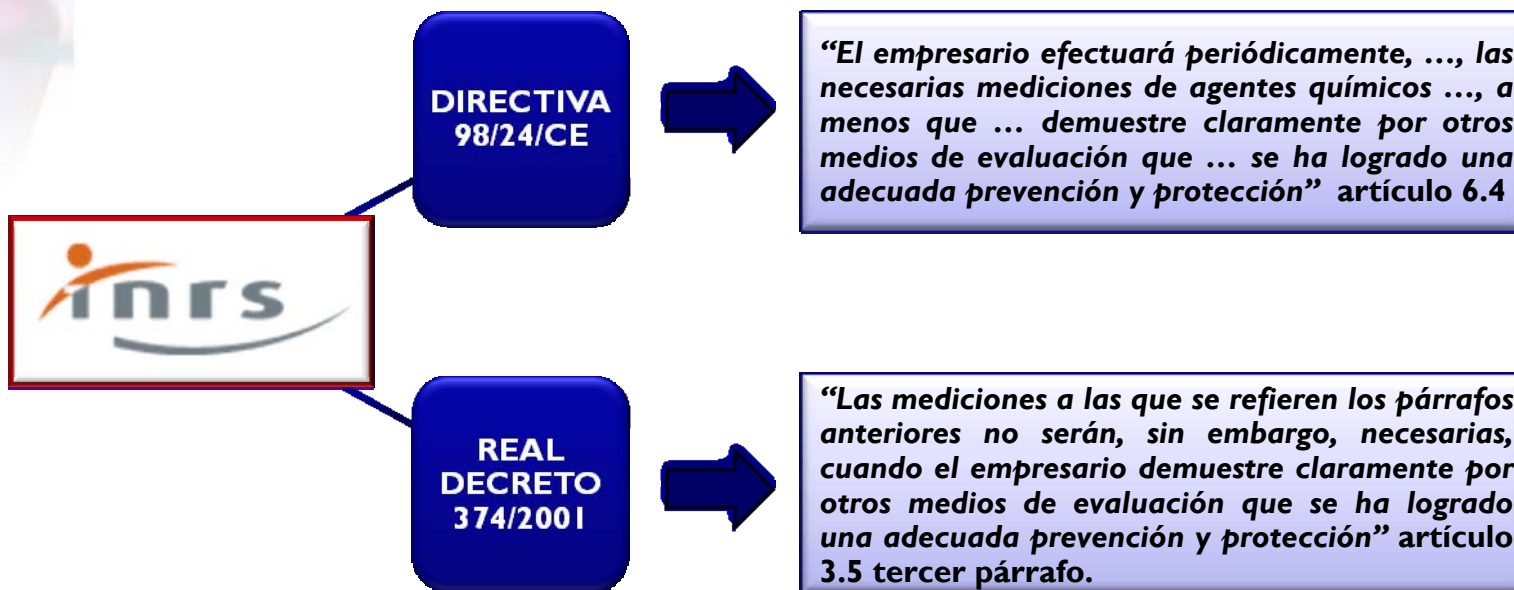 DIRECTIVA
98/24/CE
“El empresario efectuará periódicamente, …, las
necesarias mediciones de agentes químicos …, a
menos que … demuestre claramente por otros
medios de evaluación que … se ha logrado una
adecuada prevención y protección” artículo 6.4
inrs
REAL
DECRETO
374/2001
“Las mediciones a las que se refieren los párrafos
anteriores no serán, sin embargo, necesarias,
cuando el empresario demuestre claramente por
otros medios de evaluación que se ha logrado
una adecuada prevención y protección” artículo
3.5 tercer párrafo.